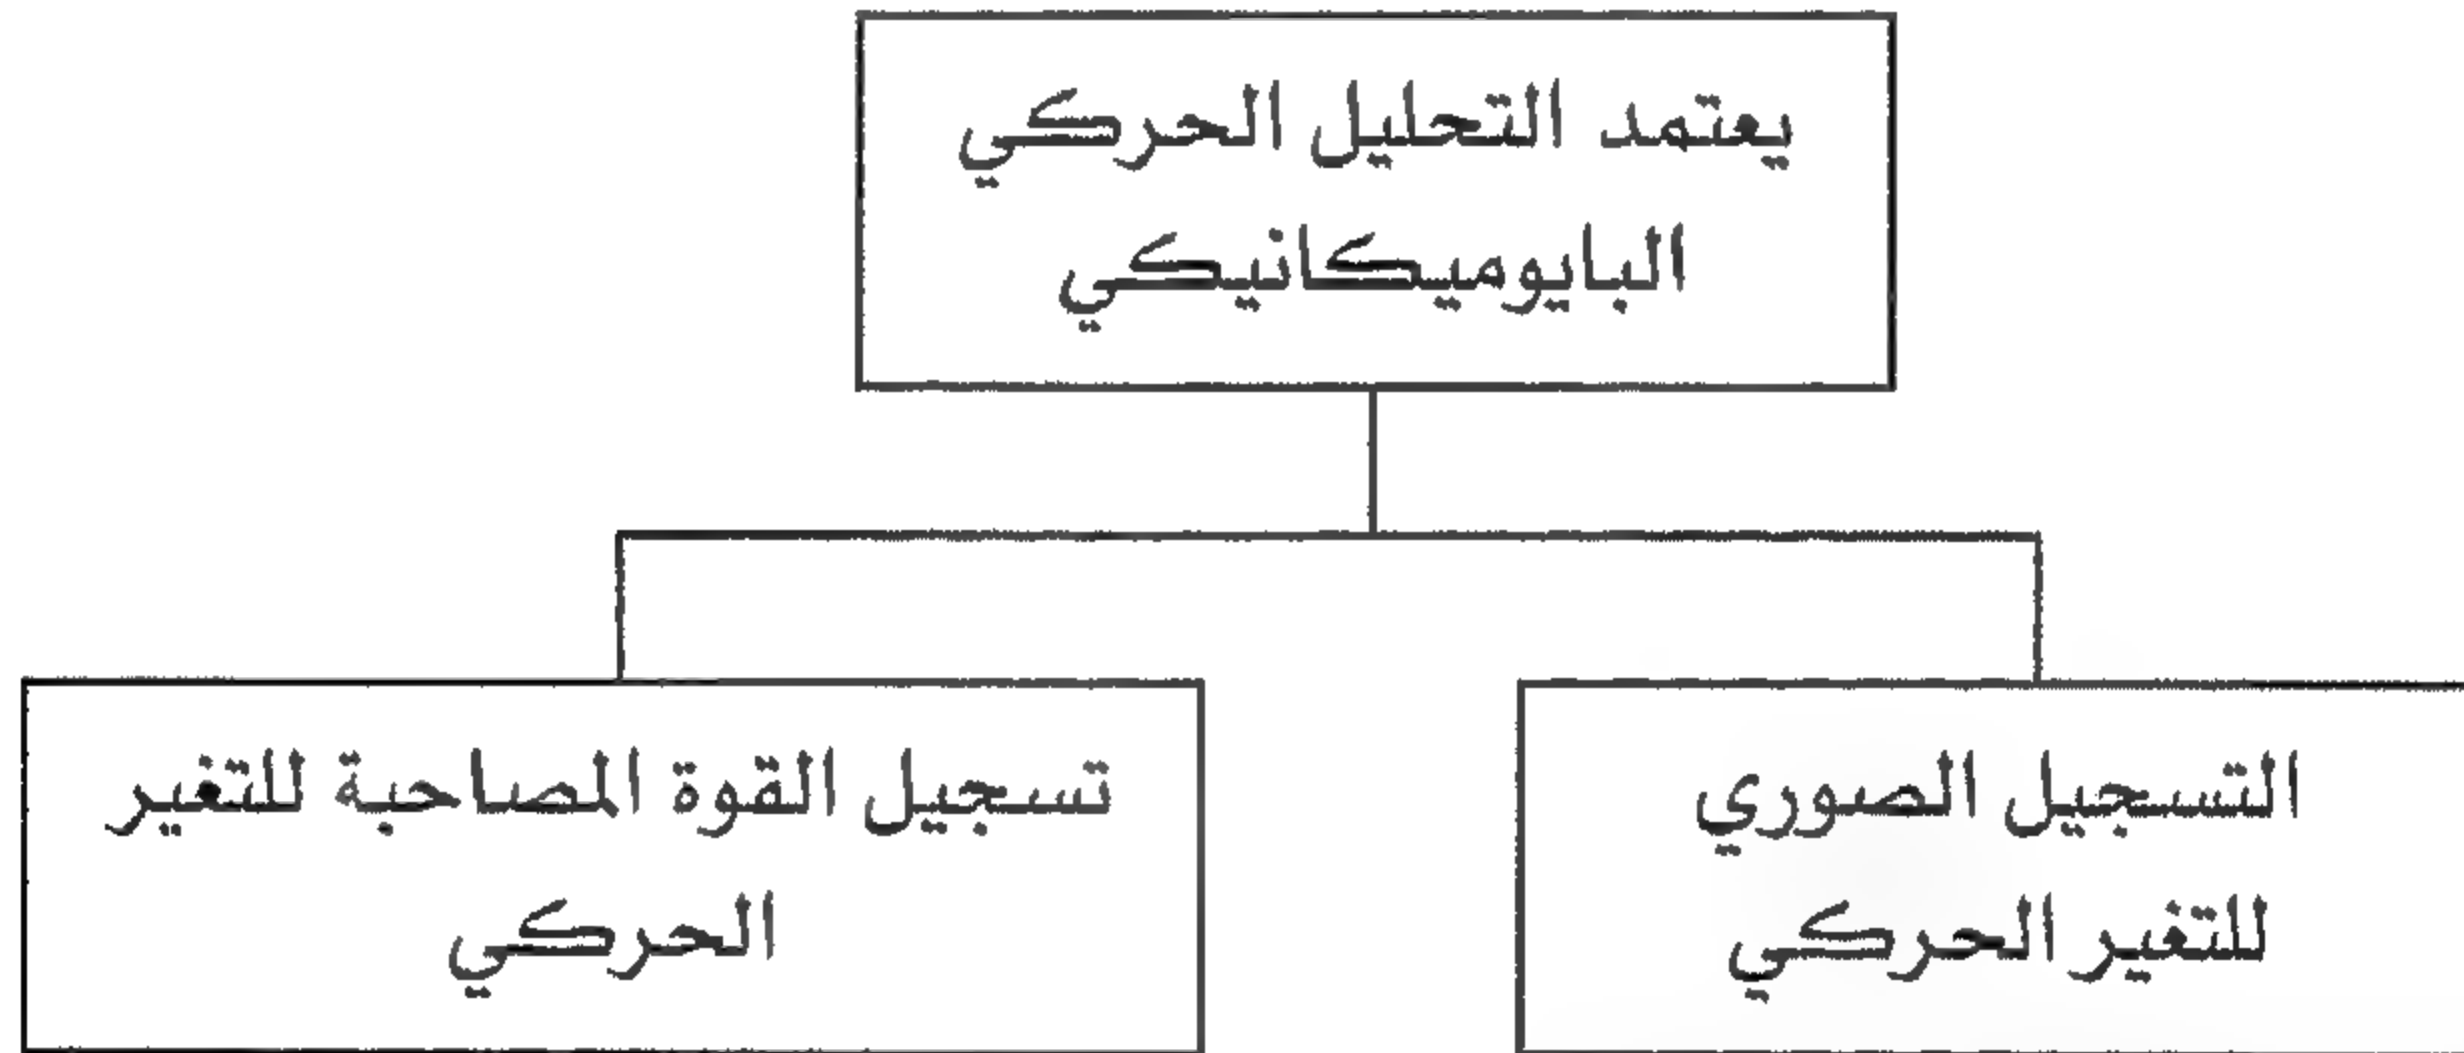 يعتمد التحليل الحركي
البايوميكانيكي
التسجيل الصوري
للتغير الحركي
تسجيل القوة المصاحبة للتغير
الحركي